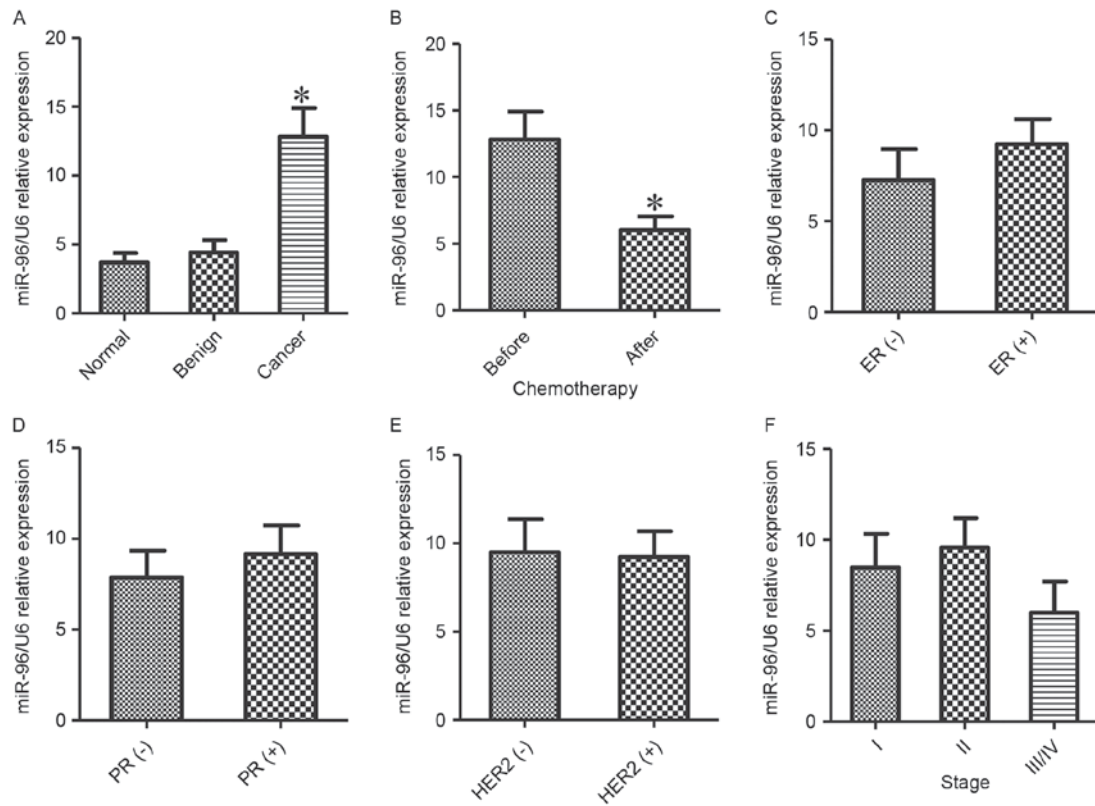 A
miR-96/U6 relative expression
20
15
10
5
0
*
Normal
Benign
Cancer
B
miR-96/U6 relative expression
20
15
10
5
0
*
Before
After
Chemotherapy
C
miR-96/U6 relative expression
15
10
5
0
ER (-)
ER (+)
D
miR-96/U6 relative expression
15
10
5
0
PR (-)
PR (+)
E
miR-96/U6 relative expression
15
10
5
0
HER2 (-)
HER2 (+)
F
miR-96/U6 relative expression
15
10
5
0
I
II
III/IV
Stage